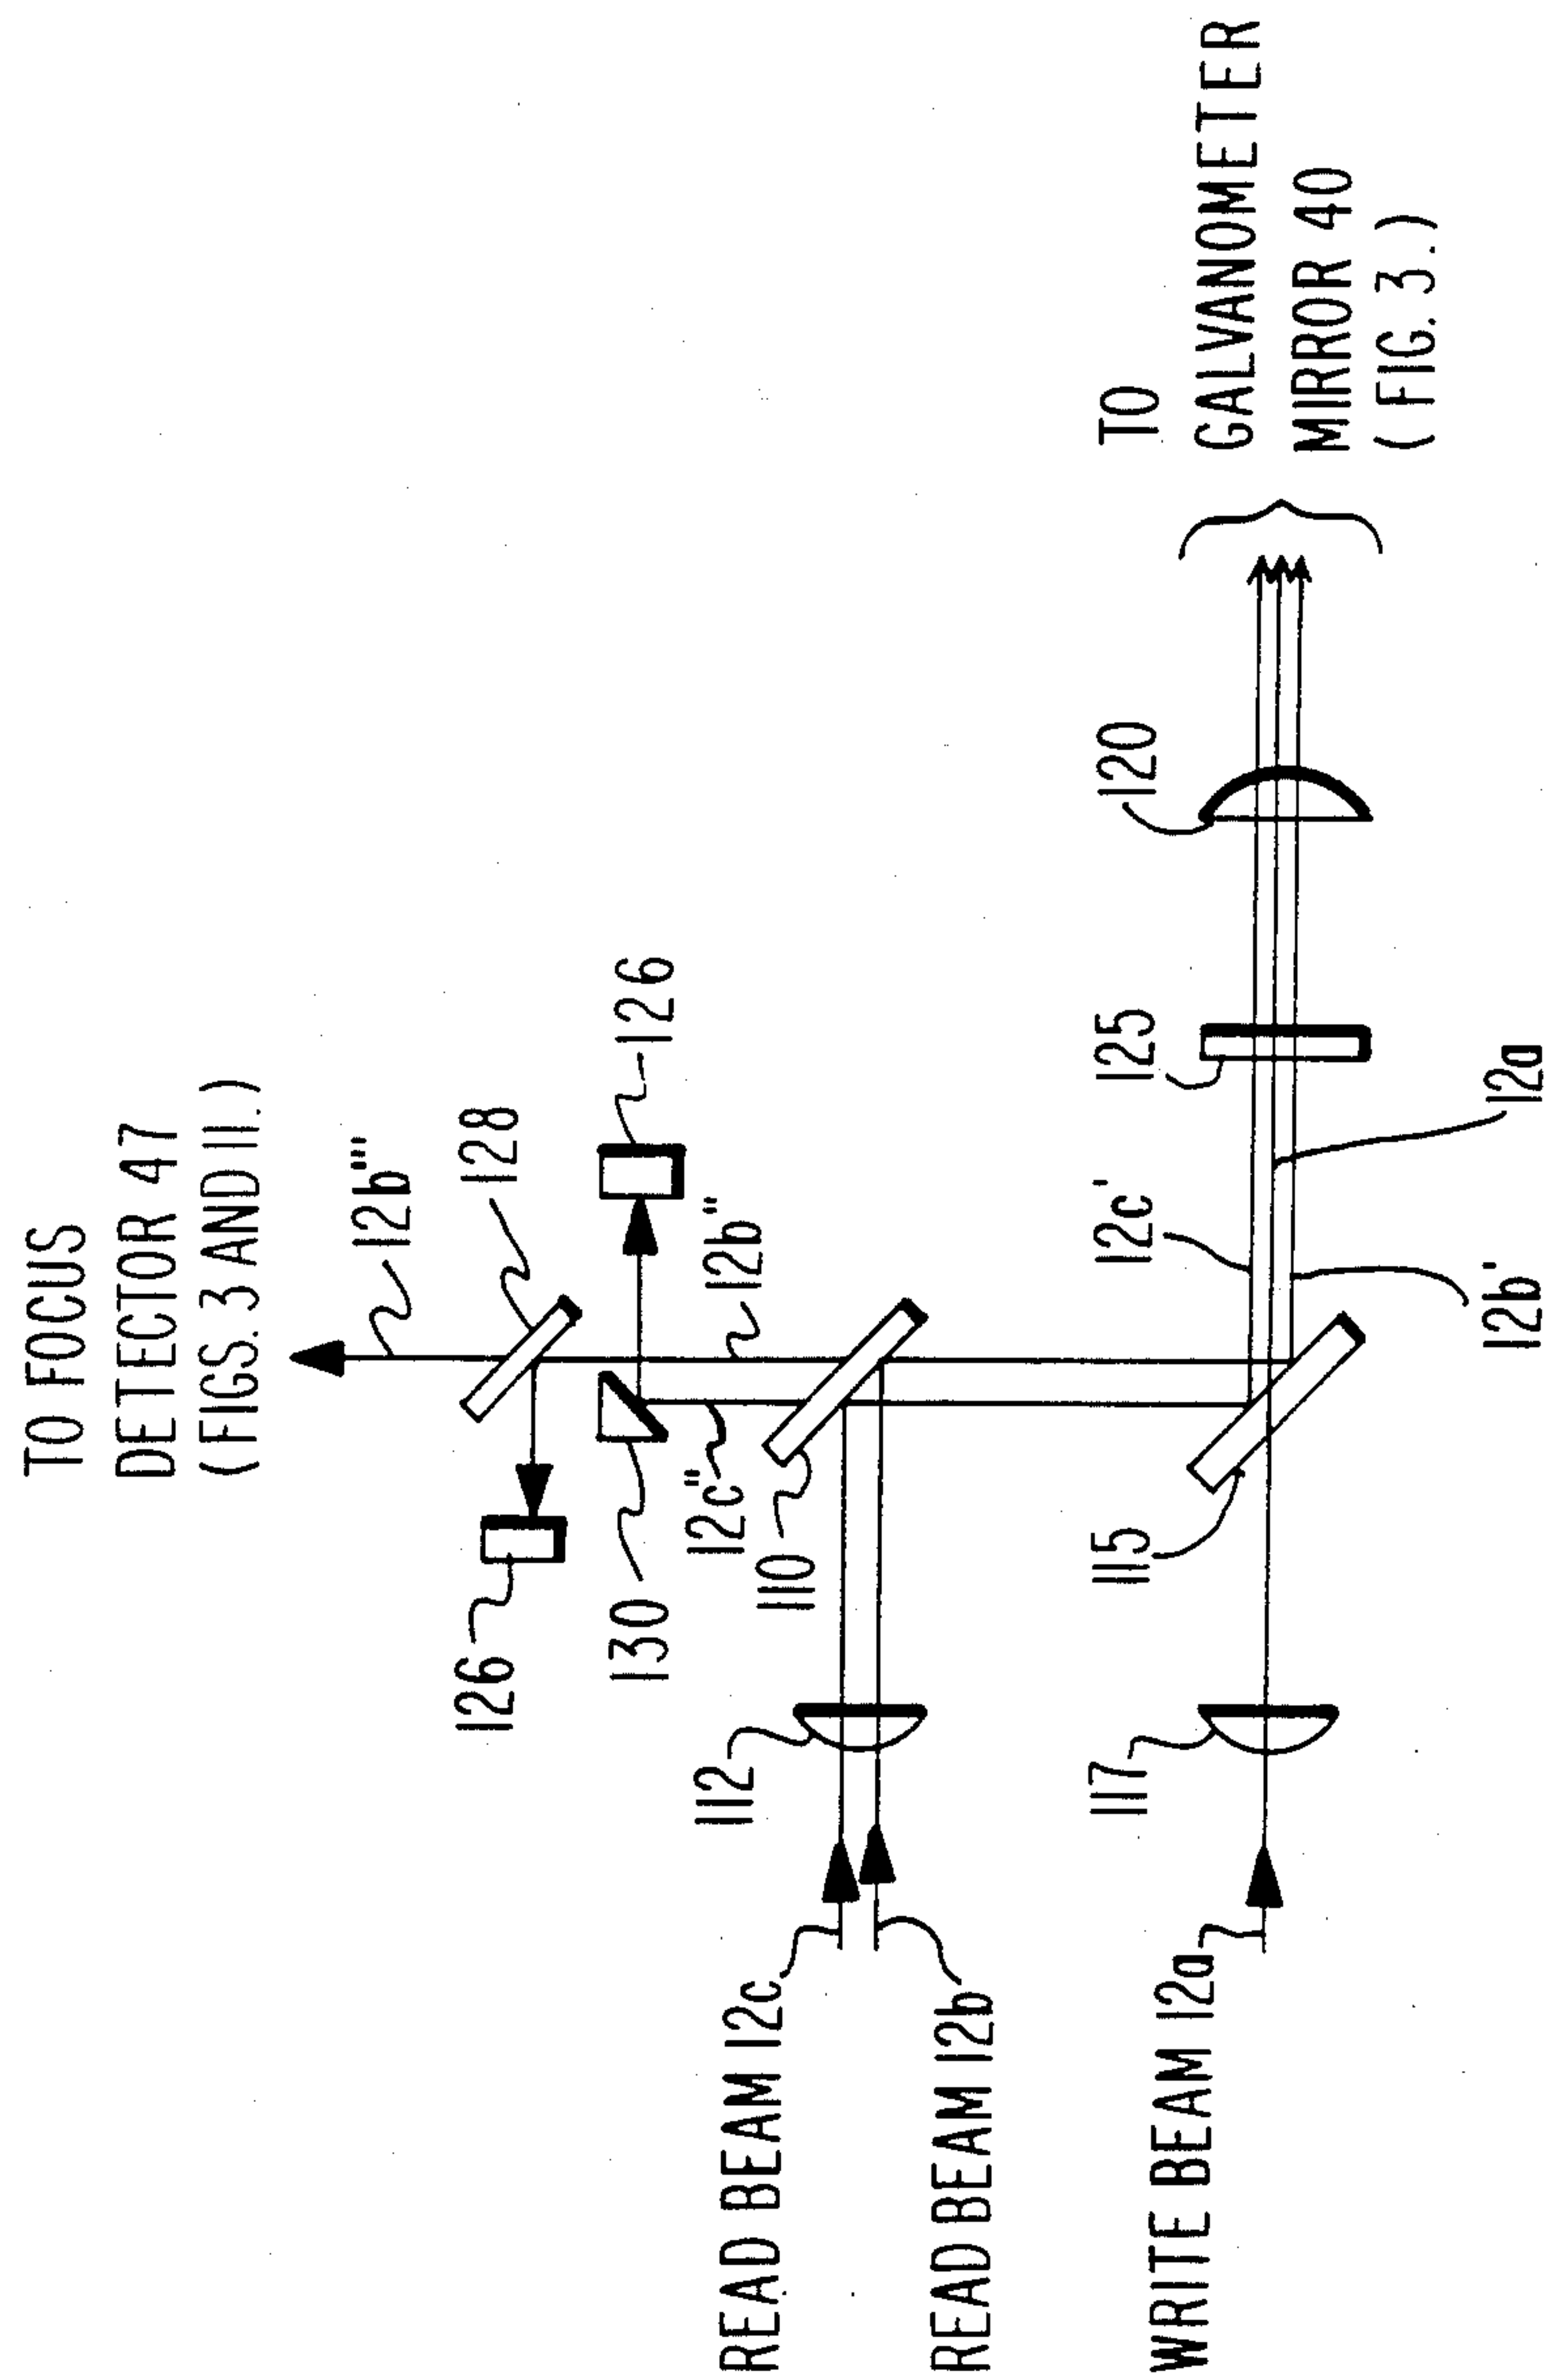 TO FOCUS
DETECTOR 47
(FIGS. 3 AND 11.)
12b'''
128
126
126
130
12c"
12b"
110
112
READ BEAM 12c
READ BEAM 12b
115
117
WRITE BEAM 12a
12c'
125
120
12b'
12a
TO
GALVANOMETER
MIRROR 40
(FIG. 3.)